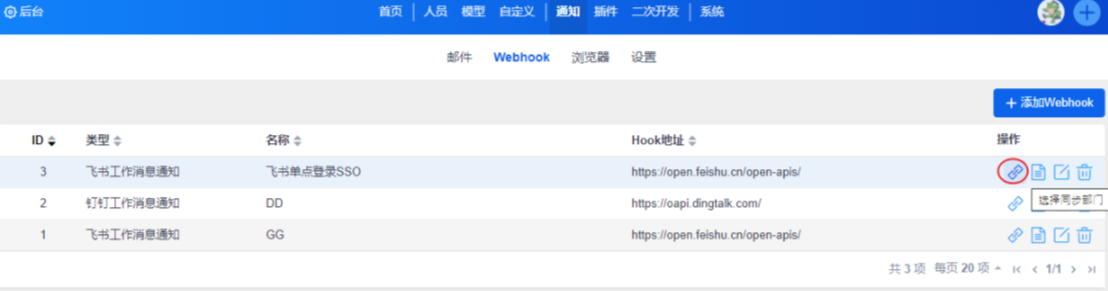 后台 首页 人员 模型 自定义 通知 插件 二次开发 系统
邮件 Webhook 浏览器 设置
+ 添加Webhook
ID 类型 名称 Hook地址 操作
3 飞书工作消息通知 飞书单点登录SSO https://open.feishu.cn/open-apis/
2 钉钉工作消息通知 DD https://oapi.dingtalk.com/
选择同步部门
1 飞书工作消息通知 GG https://open.feishu.cn/open-apis/
共 3 项 每页 20 项 1/1